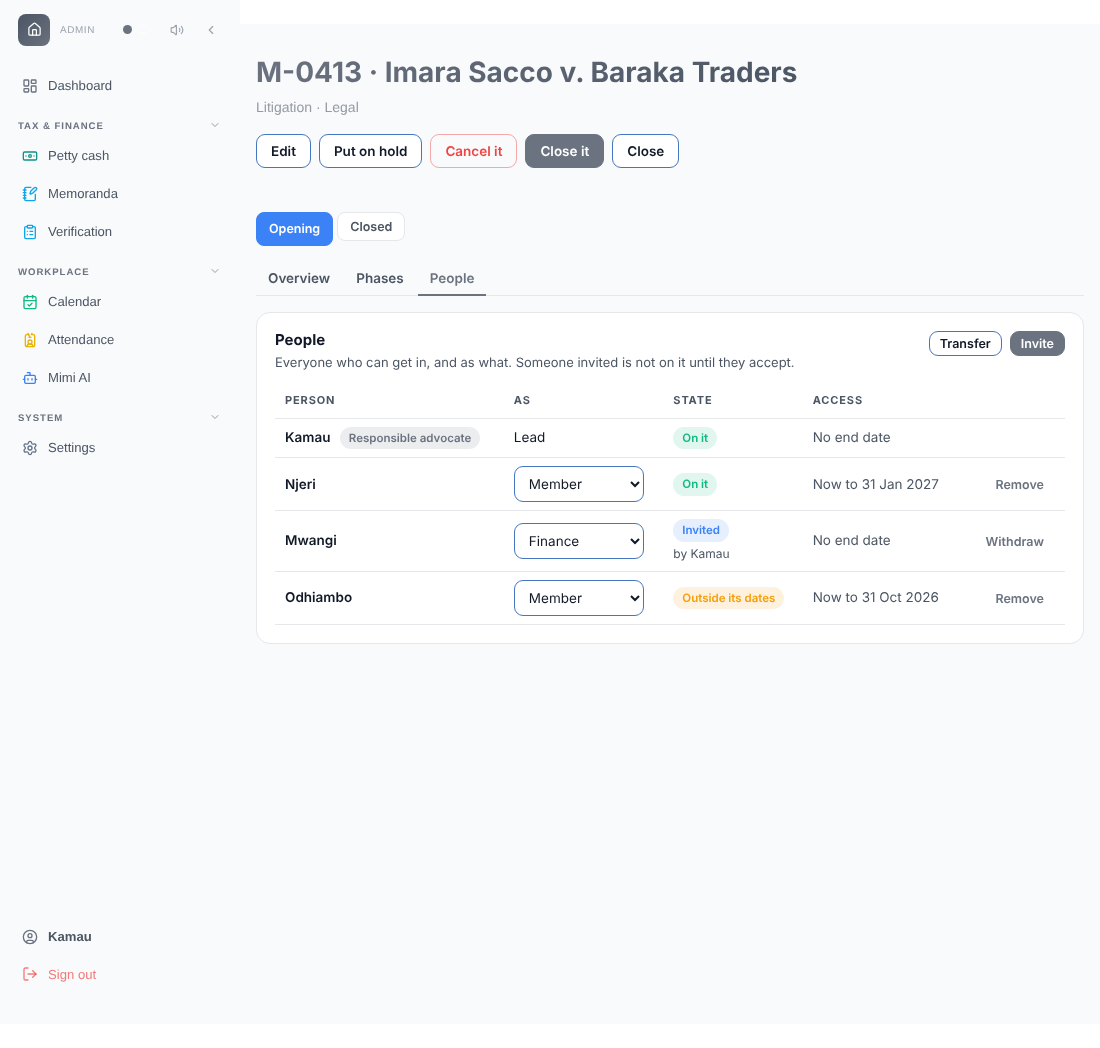 ADMIN
Dashboard
TAX & FINANCE
Petty cash
Memoranda
Verification
WORKPLACE
Calendar
Attendance
Mimi AI
SYSTEM
Settings
Kamau
Sign out
M-0413 · Imara Sacco v. Baraka Traders
Litigation · Legal
Edit Put on hold Cancel it Close it Close
Opening Closed
Overview Phases People
People
Everyone who can get in, and as what. Someone invited is not on it until they accept.
Transfer Invite
PERSON AS STATE ACCESS
Kamau Responsible advocate Lead On it No end date
Njeri Member On it Now to 31 Jan 2027 Remove
Mwangi Finance Invited by Kamau No end date Withdraw
Odhiambo Member Outside its dates Now to 31 Oct 2026 Remove